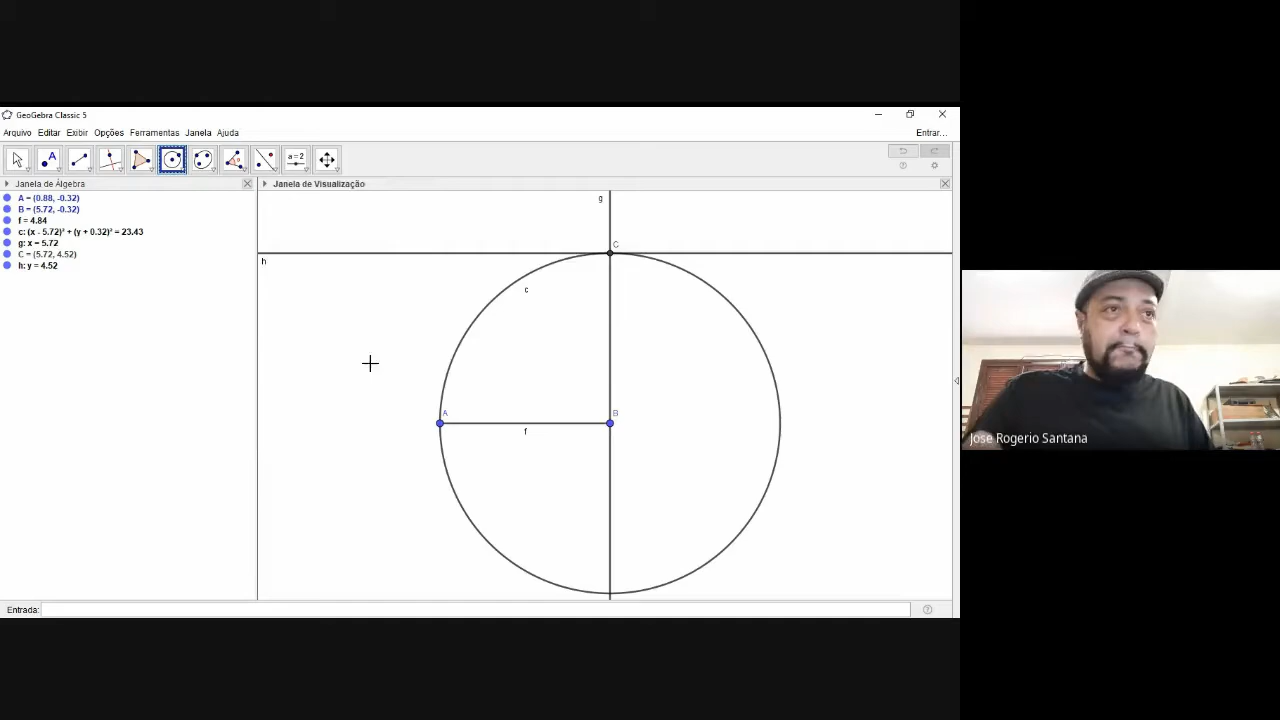 GeoGebra Classic 5
Arquivo Editar Exibir Opções Ferramentas Janela Ajuda Entrar...
A
a = 2
Janela de Álgebra
Janela de Visualização
A = (0.88, -0.32)
B = (5.72, -0.32)
f = 4.84
c: (x - 5.72)² + (y + 0.32)² = 23.43
g: x = 5.72
C = (5.72, 4.52)
h: y = 4.52
g
C
h
c
A
B
f
Jose Rogerio Santana
Entrada: